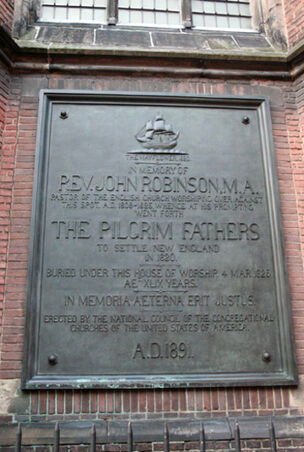 THE MAYFLOWER, 1620.
IN MEMORY OF
REV. JOHN ROBINSON, M.A.
PASTOR OF THE ENGLISH CHURCH WORSHIPPING OVER AGAINST
THIS SPOT, A.D. 1609-1625, WHENCE AT HIS PROMPTING
WENT FORTH
THE PILGRIM FATHERS
TO SETTLE NEW ENGLAND
IN 1620.
BURIED UNDER THIS HOUSE OF WORSHIP, 4 MAR. 1625
AET. XLIX YEARS.
IN MEMORIA AETERNA ERIT JUSTUS.
ERECTED BY THE NATIONAL COUNCIL OF THE CONGREGATIONAL
CHURCHES OF THE UNITED STATES OF AMERICA.
A.D. 1891.